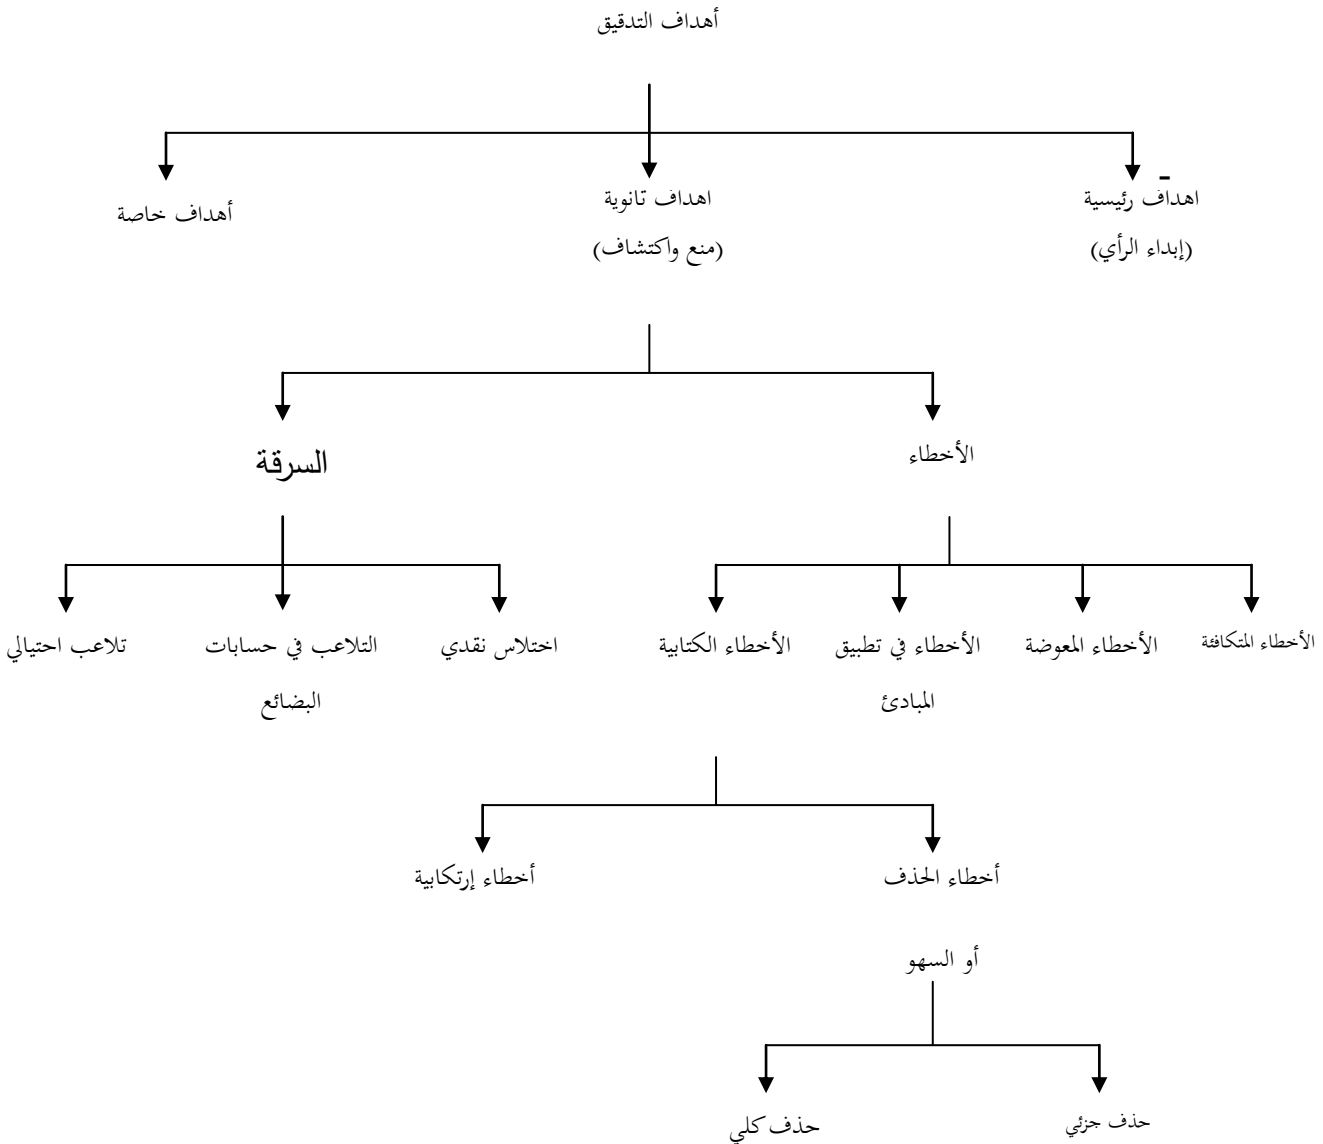 أهداف التدقيق
اهداف رئيسية
(إبداء الرأي)
اهداف تانوية
(منع واكتشاف)
أهداف خاصة
الأخطاء
السرقة
الأخطاء المتكافئة
الأخطاء المعوضة
الأخطاء في تطبيق
المبادئ
الأخطاء الكتابية
اختلاس نقدي
التلاعب في حسابات
البضائع
تلاعب احتيالي
أخطاء الحذف
أو السهو
أخطاء إرتكابية
حذف جزئي
حذف كلي